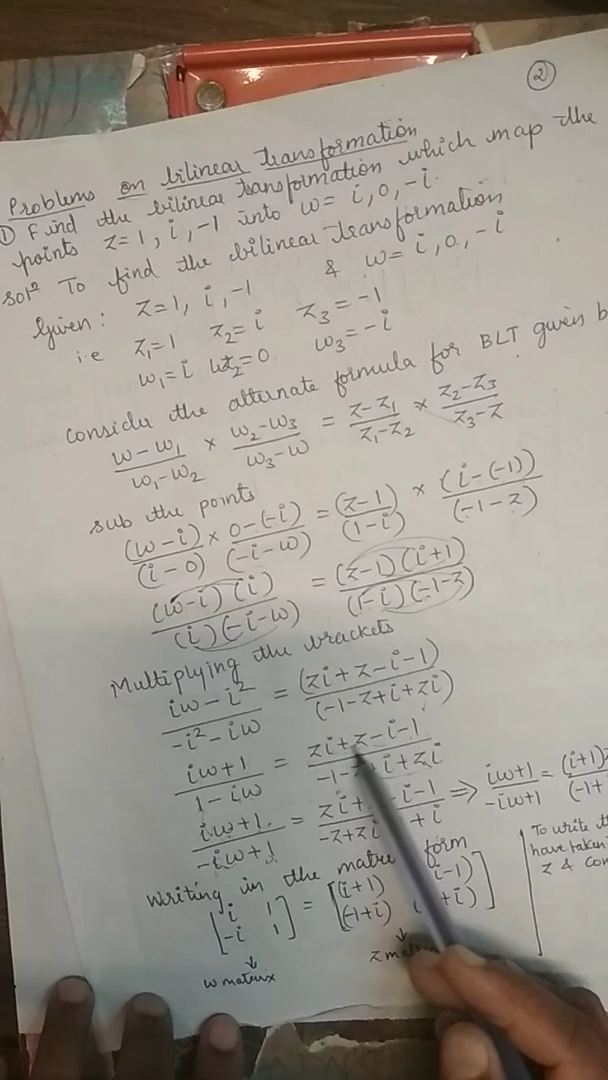 ②
Problems on bilinear transformation
① Find the bilinear transformation which map the
points z=1, i, -1 into w= i, 0, -i.
Solⁿ To find the bilinear transformation
Given: z=1, i, -1 & w= i, 0, -i
i.e z₁=1 z₂=i z₃=-1
w₁=i w₂=0 w₃=-i
Consider the alternate formula for BLT given
(w-w₁)/(w₁-w₂) × (w₂-w₃)/(w₃-w) = (z-z₁)/(z₁-z₂) × (z₂-z₃)/(z₃-z)
sub the points
(w-i)/(i-0) × (0-(-i))/(-i-w) = (z-1)/(1-i) × (i-(-1))/(-1-z)
(w-i)(i)/(i)(-i-w) = (z-1)(i+1)/(1-i)(-1-z)
Multiplying the brackets
(iw-i²)/(-i²-iw) = (zi+z-i-1)/(-1-z+i+zi)
(iw+1)/(1-iw) = (zi+z-i-1)/(-1-z+i+zi)
(iw+1)/(-iw+1) = (zi+ -i-1)/(-z+zi +i) ⇒ (iw+1)/(-iw+1) = (i+1)/(-1+
Writing in the form
[i 1] = [(i+1) i-1)]
[-i 1] [(-1+i) +i)]
↓ ↓
w matrix z
To write
have taken
z &